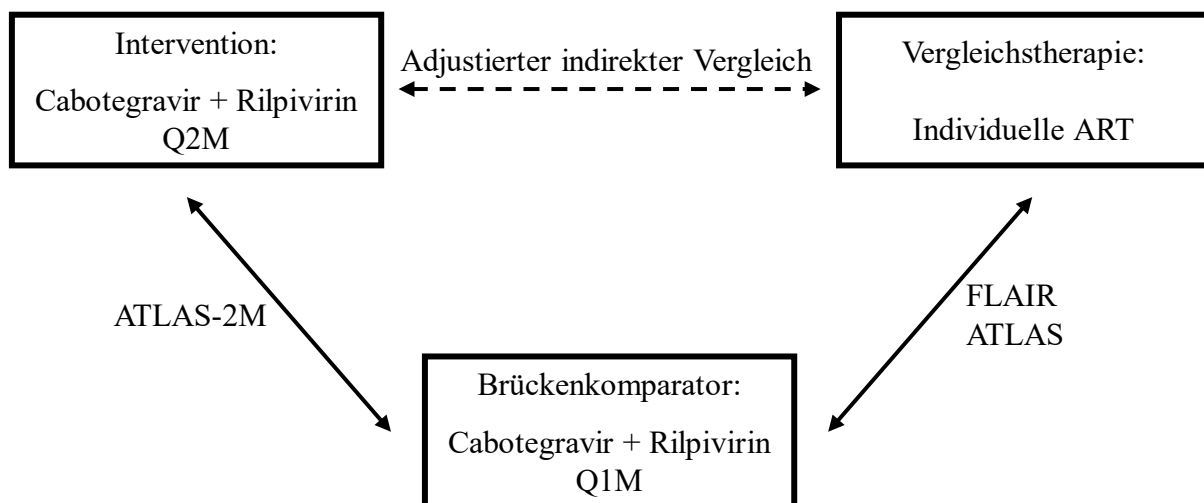 Intervention:
Cabotegravir + Rilpivirin
Q2M
Adjustierter indirekter Vergleich
Vergleichstherapie:
Individuelle ART
ATLAS-2M
FLAIR
ATLAS
Brückenkomparator:
Cabotegravir + Rilpivirin
Q1M